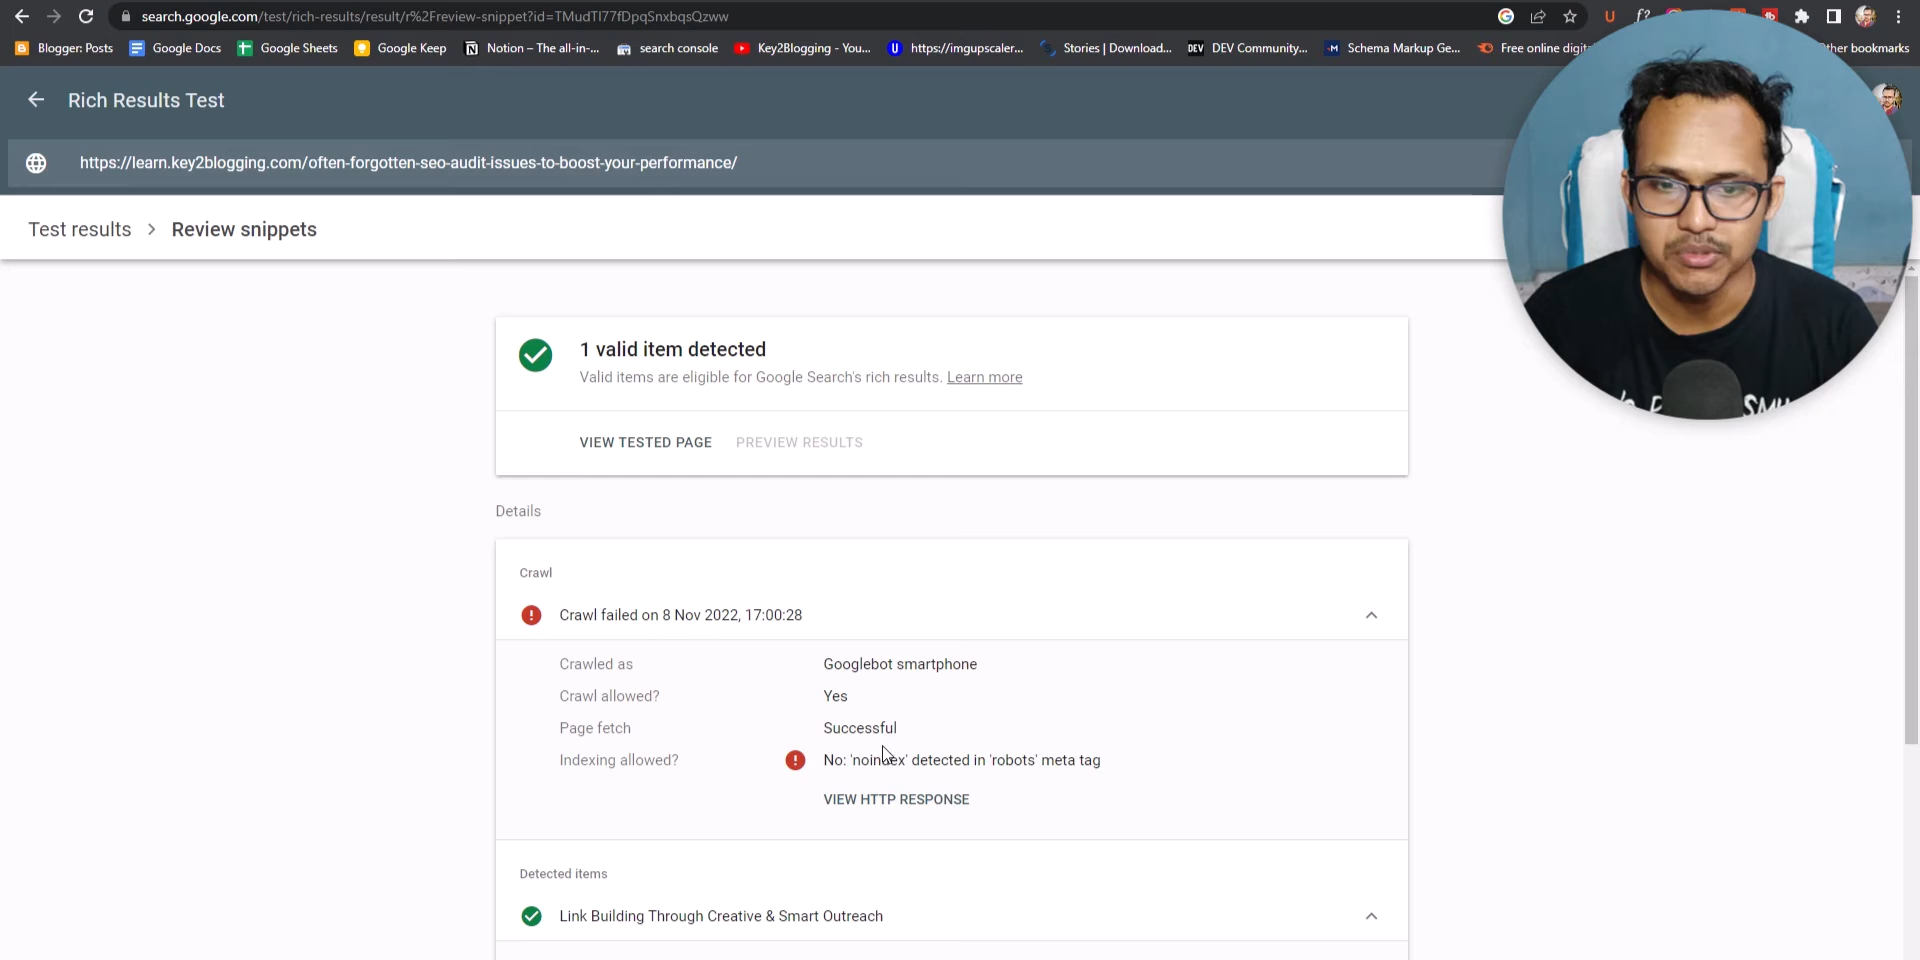 search.google.com/test/rich-results/result/r%2Freview-snippet?id=TMudTI77fDpqSnxbqsQzww
Blogger: Posts
Google Docs
Google Sheets
Google Keep
Notion – The all-in-...
search console
Key2Blogging - You...
https://imgupscaler...
Stories | Download...
DEV Community...
Schema Markup Ge...
Free online digit
ther bookmarks
Rich Results Test
https://learn.key2blogging.com/often-forgotten-seo-audit-issues-to-boost-your-performance/
Test results > Review snippets
1 valid item detected
Valid items are eligible for Google Search's rich results. Learn more
VIEW TESTED PAGE
PREVIEW RESULTS
Details
Crawl
Crawl failed on 8 Nov 2022, 17:00:28
Crawled as Googlebot smartphone
Crawl allowed? Yes
Page fetch Successful
Indexing allowed? No: 'noindex' detected in 'robots' meta tag
VIEW HTTP RESPONSE
Detected items
Link Building Through Creative & Smart Outreach